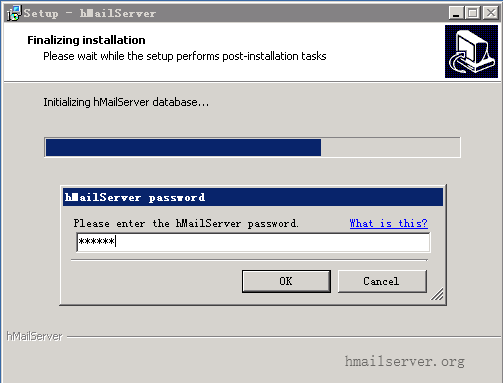 Setup - hMailServer
Finalizing installation
Please wait while the setup performs post-installation tasks
Initializing hMailServer database...
hMailServer password
Please enter the hMailServer password.
What is this?
******
OK
Cancel
hMailServer
hmailserver.org